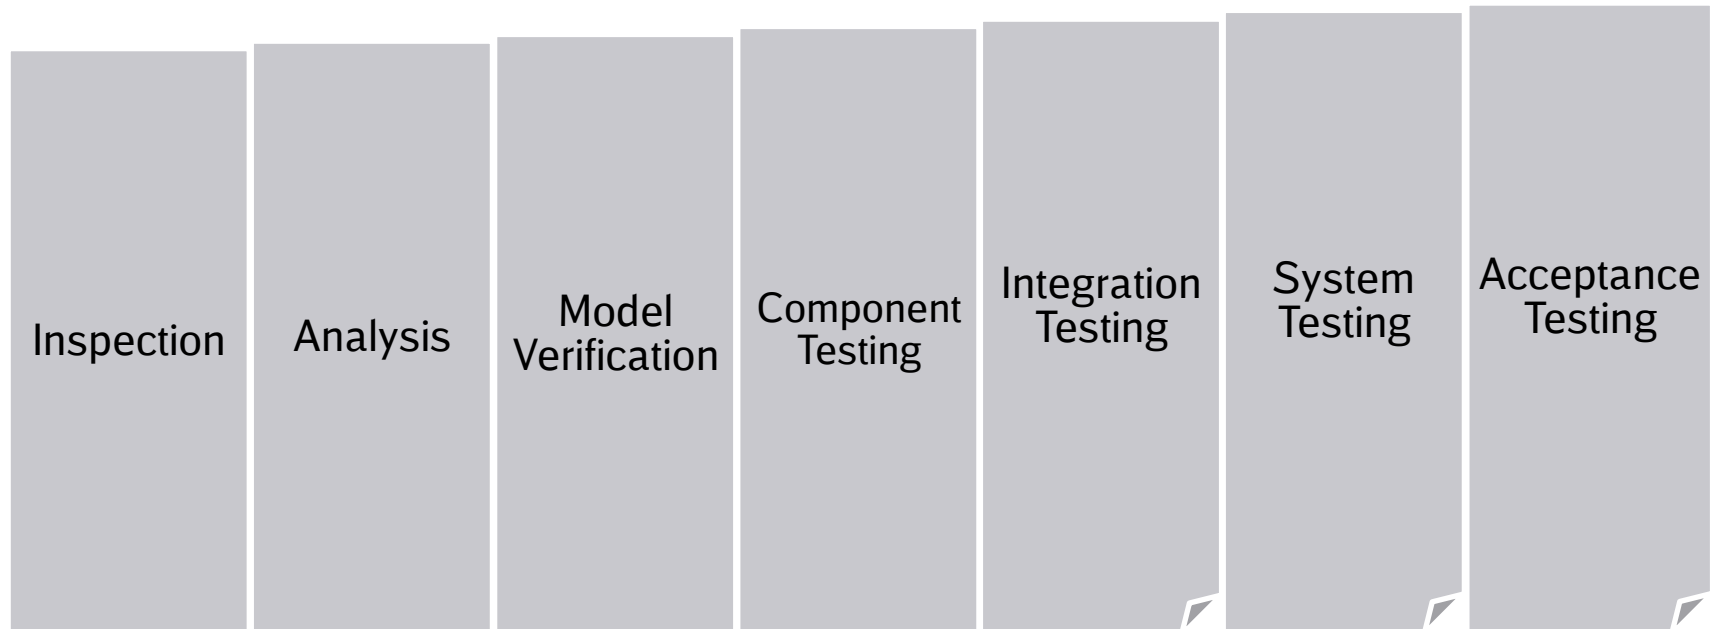 Inspection
Analysis
Model
Verification
Component
Testing
Integration
Testing
System
Testing
Acceptance
Testing